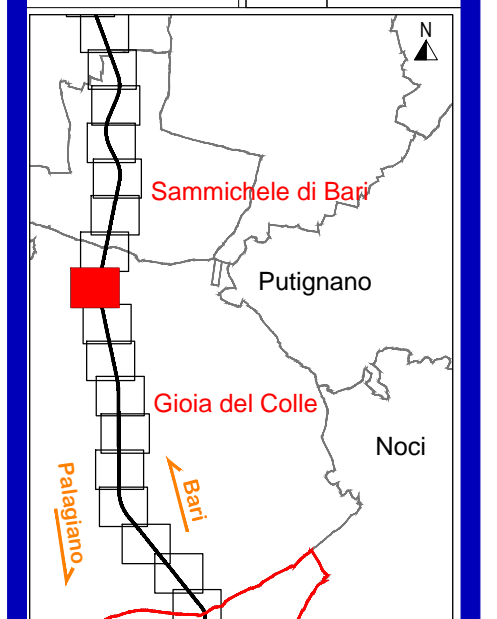 N
Sammichele di Bari
Putignano
Gioia del Colle
Noci
Palagiano
Bari